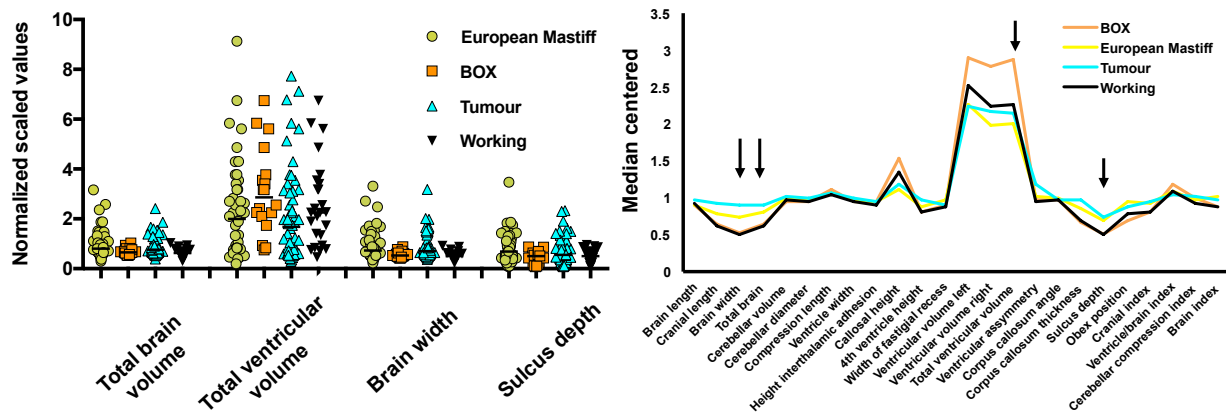 Normalized scaled values
10
8
6
4
2
0
European Mastiff
BOX
Tumour
Working
Total brain
volume
Total ventricular
volume
Brain width
Sulcus depth
Median centered
3.5
3
2.5
2
1.5
1
0.5
0
BOX
European Mastiff
Tumour
Working
Brain length
Cranial length
Brain width
Total brain
Cerebellar volume
Cerebellar diameter
Compression length
Ventricle width
Height interthalamic adhesion
Callosal height
4th ventricle height
Width of fastigial recess
Ventricular volume left
Ventricular volume right
Total ventricular volume
Ventricular asymmetry
Corpus callosum angle
Corpus callosum thickness
Sulcus depth
Obex position
Cranial index
Ventricle/brain index
Cerebellar compression index
Brain index